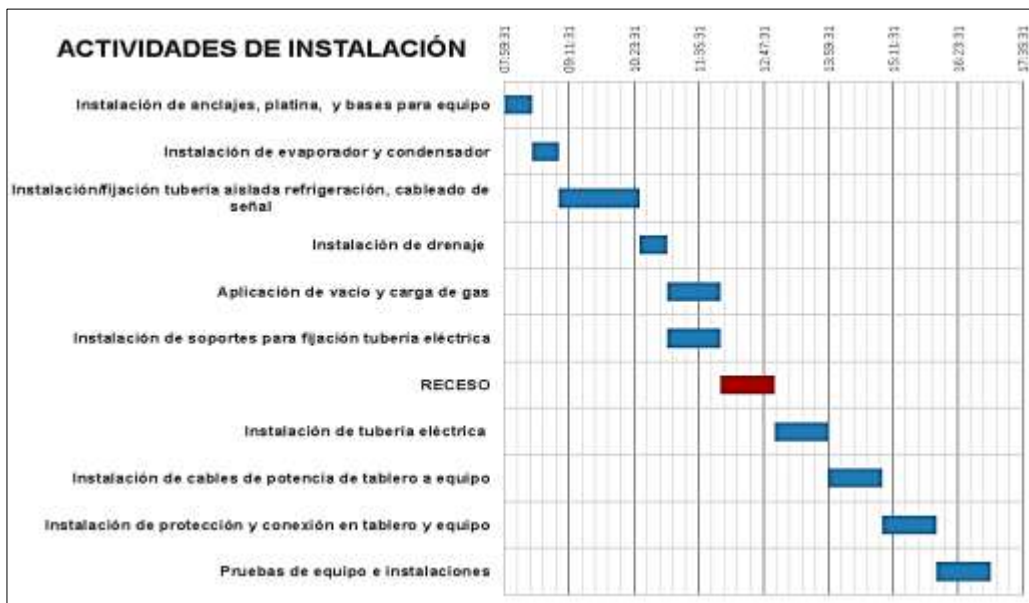 ACTIVIDADES DE INSTALACIÓN
07:59:31
09:11:31
10:23:31
11:35:31
12:47:31
13:59:31
15:11:31
16:23:31
17:35:31
Instalación de anclajes, platina, y bases para equipo
Instalación de evaporador y condensador
Instalación/fijación tubería aislada refrigeración, cableado de
señal
Instalación de drenaje
Aplicación de vacío y carga de gas
Instalación de soportes para fijación tubería eléctrica
RECESO
Instalación de tubería eléctrica
Instalación de cables de potencia de tablero a equipo
Instalación de protección y conexión en tablero y equipo
Pruebas de equipo e instalaciones